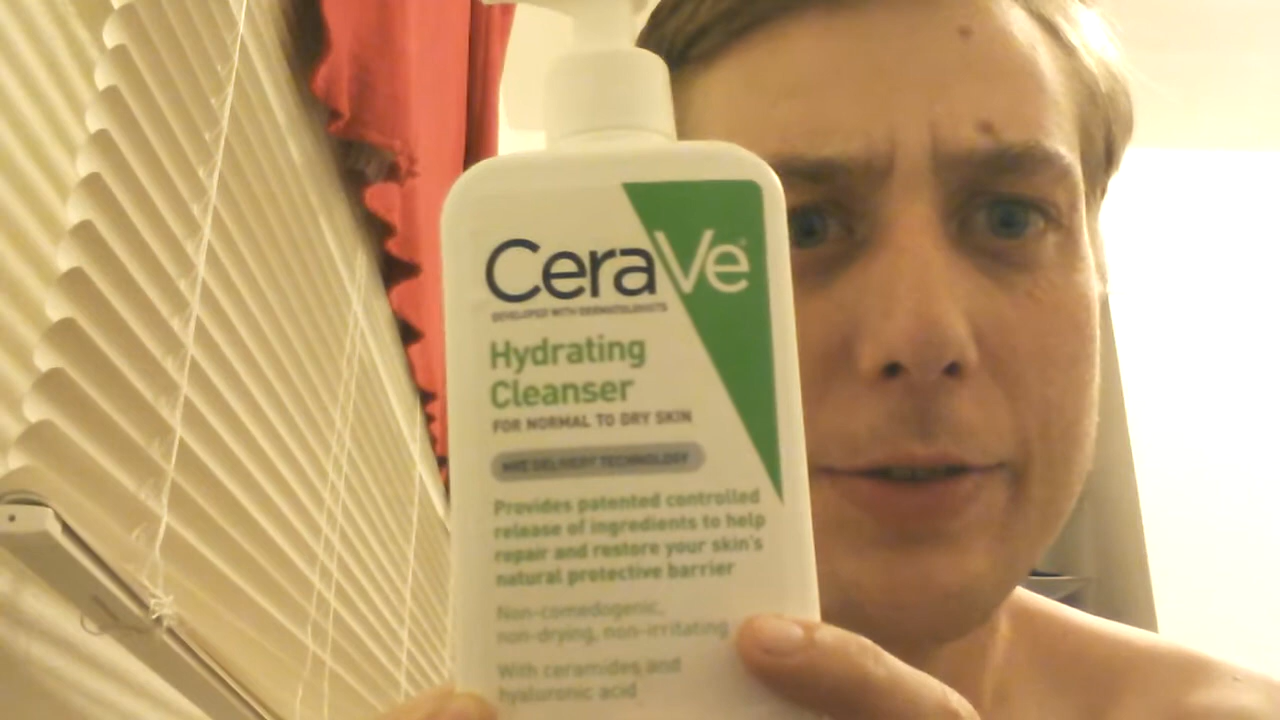 CeraVe
DEVELOPED WITH DERMATOLOGISTS
Hydrating
Cleanser
FOR NORMAL TO DRY SKIN
MVE DELIVERY TECHNOLOGY
Provides patented controlled
release of ingredients to help
repair and restore your skin's
natural protective barrier
Non-comedogenic,
non-drying, non-irritating
With ceramides and
hyaluronic acid